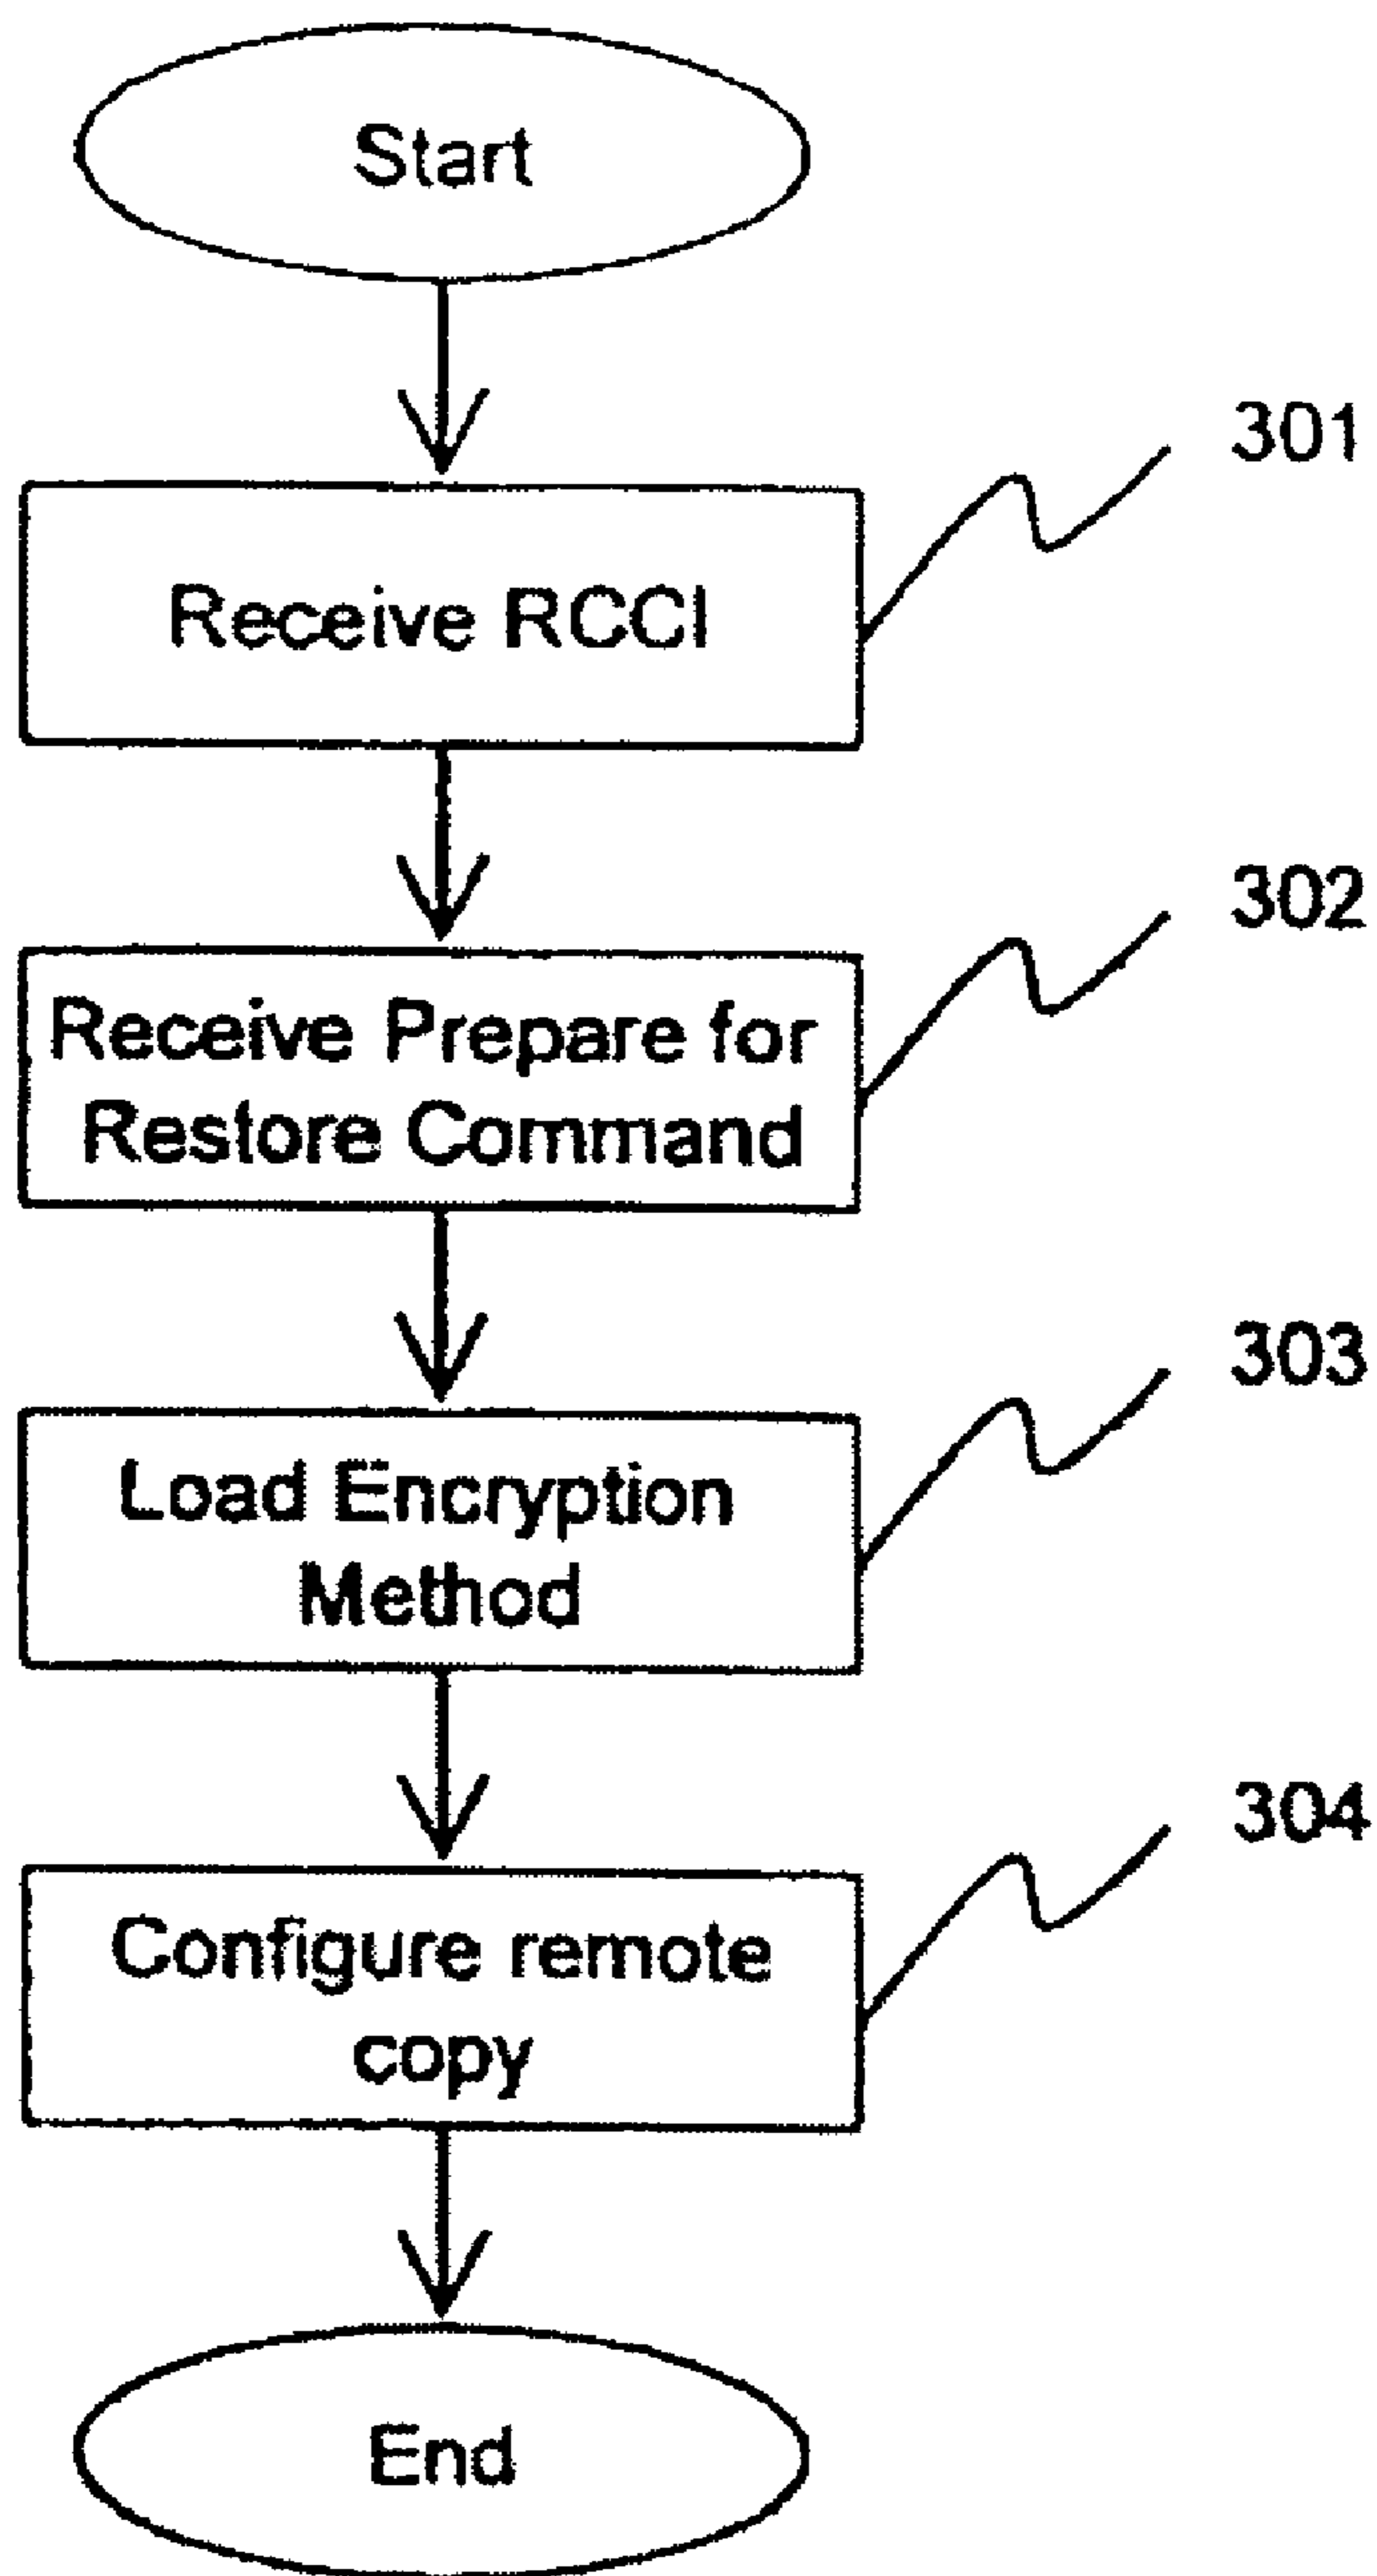 Start
301
Receive RCCI
302
Receive Prepare for
Restore Command
303
Load Encryption
Method
304
Configure remote
copy
End